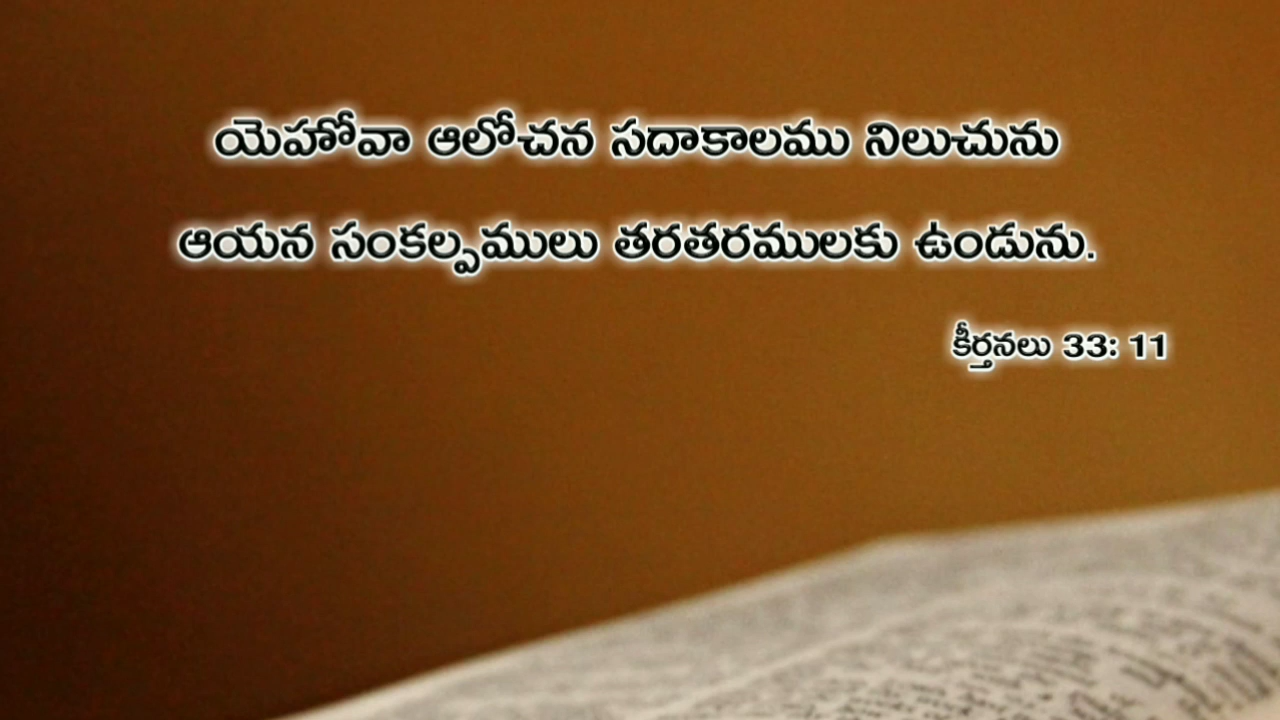 యెహోవా ఆలోచన సదాకాలము నిలుచును
ఆయన సంకల్పములు తరతరములకు ఉండును.
కీర్తనలు 33: 11